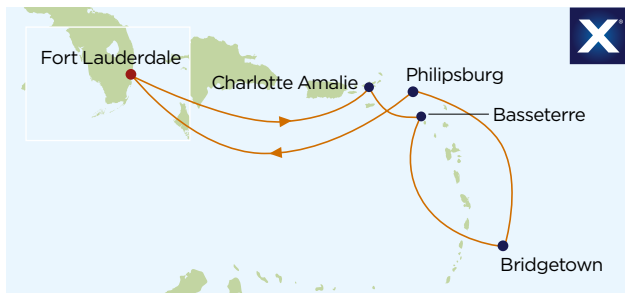 X
Fort Lauderdale
Charlotte Amalie
Philipsburg
Basseterre
Bridgetown